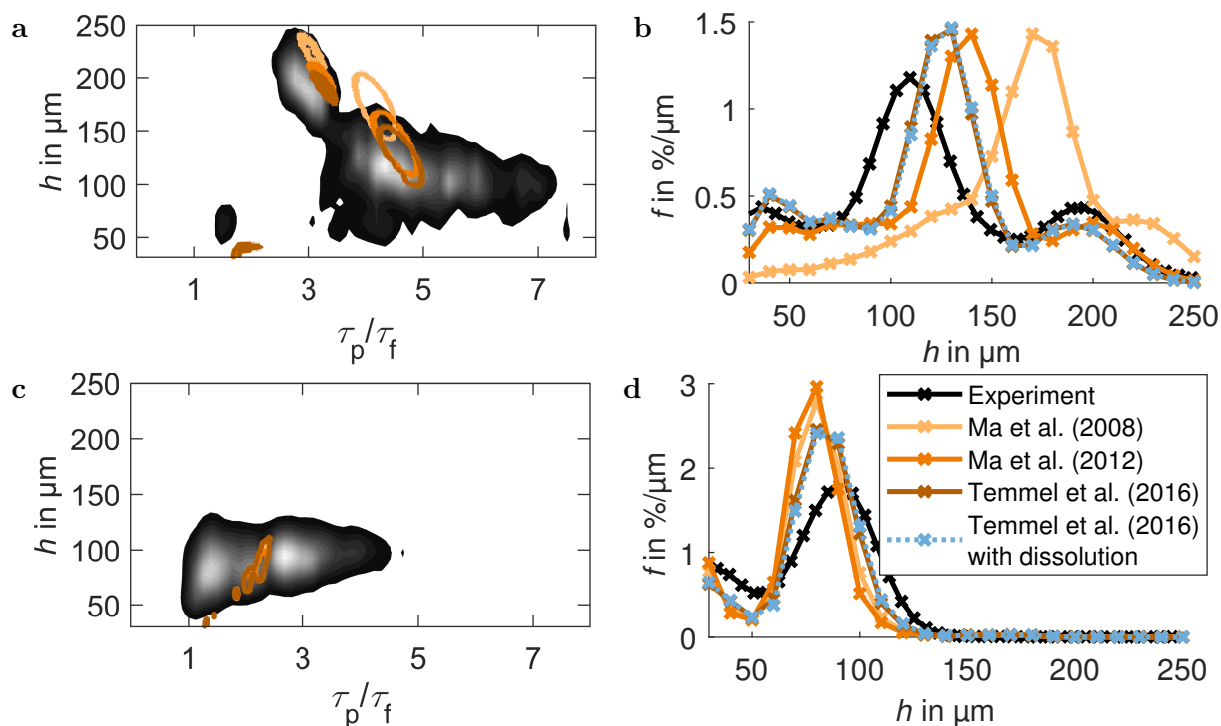 a
250
200
150
100
50
h in µm
1 3 5 7
τp/τf
b
1.5
1
0.5
0
f in %/µm
50 100 150 200 250
h in µm
c
250
200
150
100
50
h in µm
1 3 5 7
τp/τf
d
3
2
1
0
f in %/µm
50 100 150 200 250
h in µm
Experiment
Ma et al. (2008)
Ma et al. (2012)
Temmel et al. (2016)
Temmel et al. (2016)
with dissolution